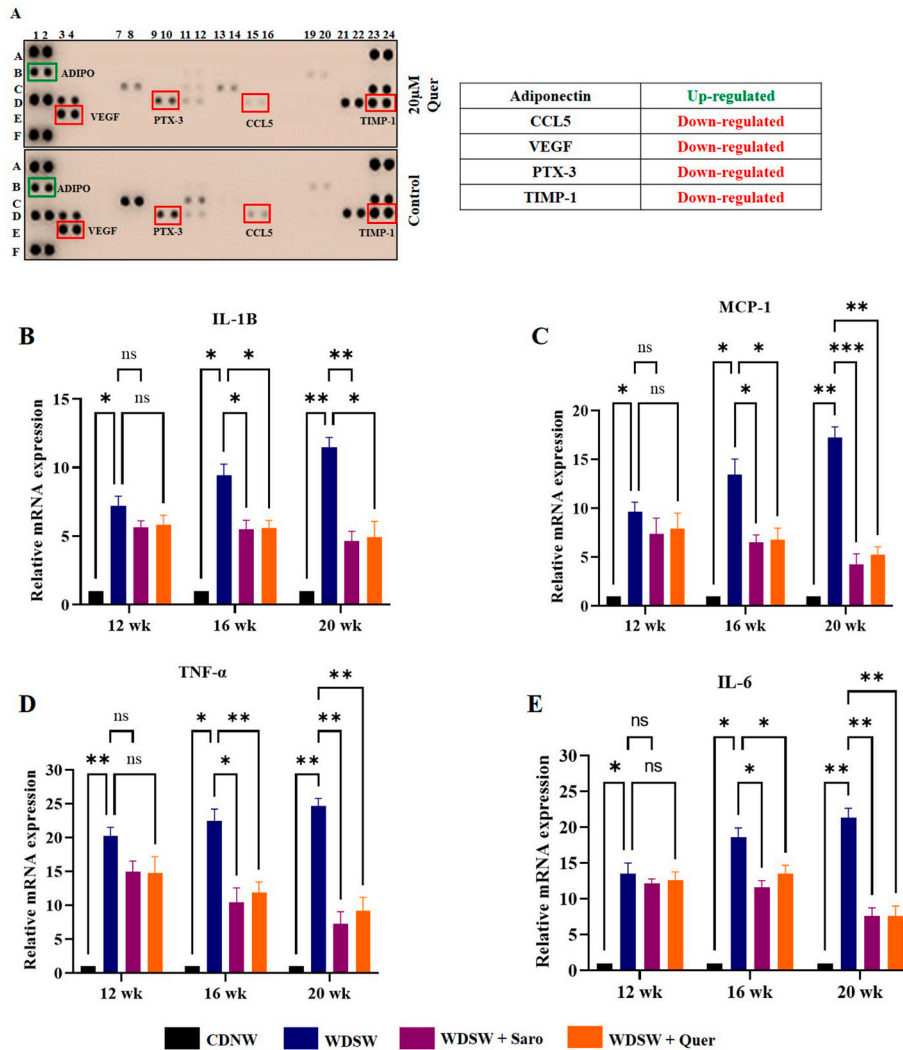 A
1 2 3 4 7 8 9 10 11 12 13 14 15 16 19 20 21 22 23 24
A
B ADIPO
C
D
E VEGF PTX-3 CCL5 TIMP-1
F
20μM Quer
A
B ADIPO
C
D
E VEGF PTX-3 CCL5 TIMP-1
F
Control
Adiponectin Up-regulated
CCL5 Down-regulated
VEGF Down-regulated
PTX-3 Down-regulated
TIMP-1 Down-regulated
B
IL-1B
Relative mRNA expression
15
10
5
0
ns
* ns
* *
*
**
** *
12 wk 16 wk 20 wk
C
MCP-1
Relative mRNA expression
20
15
10
5
0
ns
* ns
* *
*
**
***
**
12 wk 16 wk 20 wk
D
TNF-α
Relative mRNA expression
30
25
20
15
10
5
0
ns
** ns
* **
*
**
**
**
12 wk 16 wk 20 wk
E
IL-6
Relative mRNA expression
30
25
20
15
10
5
0
ns
* ns
* *
*
**
**
**
12 wk 16 wk 20 wk
CDNW WDSW WDSW + Saro WDSW + Quer